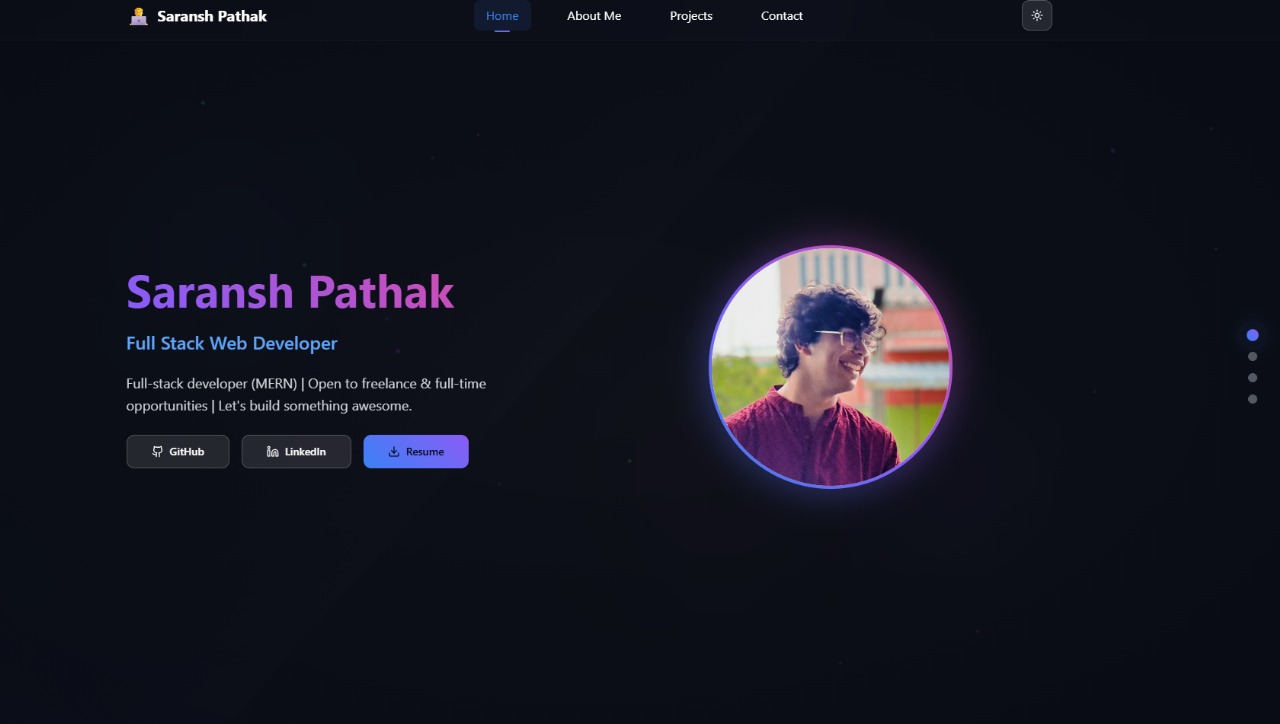 Saransh Pathak
Home
About Me
Projects
Contact
Saransh Pathak
Full Stack Web Developer
Full-stack developer (MERN) | Open to freelance & full-time
opportunities | Let's build something awesome.
GitHub
LinkedIn
Resume